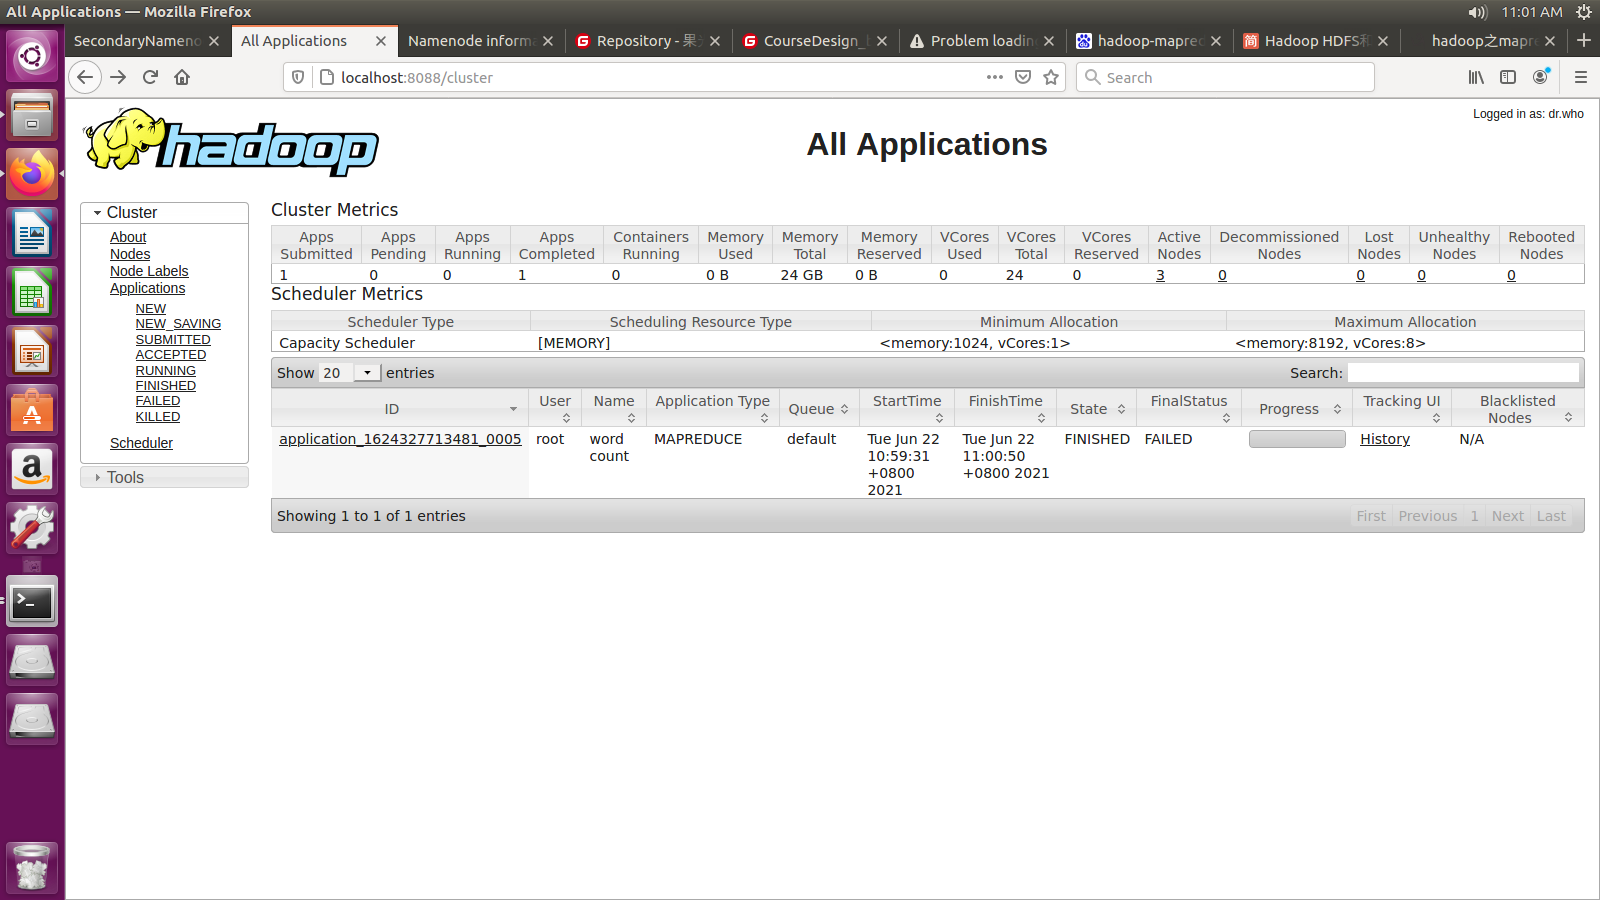 All Applications — Mozilla Firefox
11:01 AM
SecondaryNameno
All Applications
Namenode informa
Repository - 果
CourseDesign_
Problem loadin
hadoop-mapred
Hadoop HDFS和
hadoop之mapre
localhost:8088/cluster
Search
Logged in as: dr.who
hadoop
All Applications
Cluster
About
Nodes
Node Labels
Applications
NEW
NEW_SAVING
SUBMITTED
ACCEPTED
RUNNING
FINISHED
FAILED
KILLED
Scheduler
Tools
Cluster Metrics
Apps Submitted
Apps Pending
Apps Running
Apps Completed
Containers Running
Memory Used
Memory Total
Memory Reserved
VCores Used
VCores Total
VCores Reserved
Active Nodes
Decommissioned Nodes
Lost Nodes
Unhealthy Nodes
Rebooted Nodes
1 0 0 1 0 0 B 24 GB 0 B 0 24 0 3 0 0 0 0
Scheduler Metrics
Scheduler Type Scheduling Resource Type Minimum Allocation Maximum Allocation
Capacity Scheduler [MEMORY] <memory:1024, vCores:1> <memory:8192, vCores:8>
Show 20 entries
Search:
ID
User
Name
Application Type
Queue
StartTime
FinishTime
State
FinalStatus
Progress
Tracking UI
Blacklisted Nodes
application_1624327713481_0005
root
word
count
MAPREDUCE
default
Tue Jun 22
10:59:31
+0800
2021
Tue Jun 22
11:00:50
+0800 2021
FINISHED
FAILED
History
N/A
Showing 1 to 1 of 1 entries
First Previous 1 Next Last